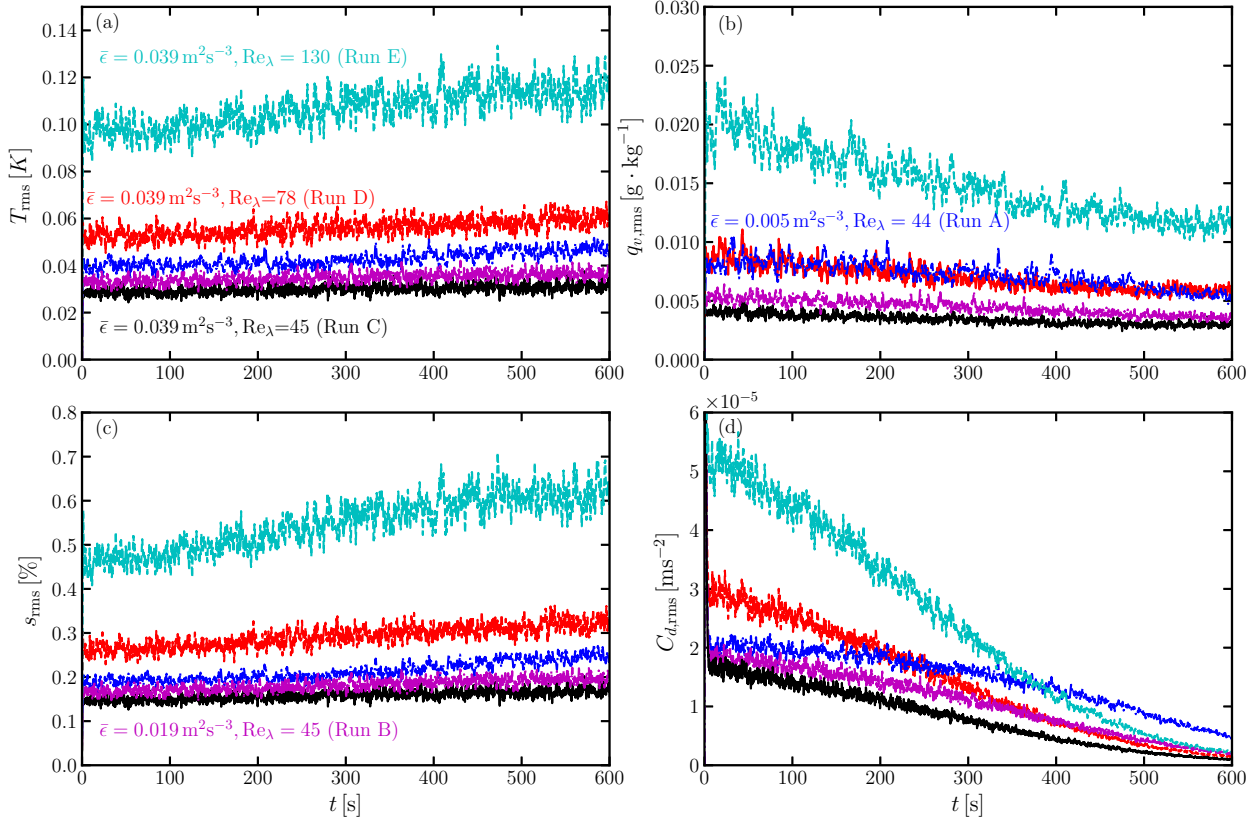 (a)
T_rms [K]
0.14
0.12
0.10
0.08
0.06
0.04
0.02
0.00
ε̄ = 0.039 m²s⁻³, Re_λ = 130 (Run E)
ε̄ = 0.039 m²s⁻³, Re_λ=78 (Run D)
ε̄ = 0.039 m²s⁻³, Re_λ=45 (Run C)
0 100 200 300 400 500 600
(b)
q_v,rms [g · kg⁻¹]
0.030
0.025
0.020
0.015
0.010
0.005
0.000
ε̄ = 0.005 m²s⁻³, Re_λ = 44 (Run A)
0 100 200 300 400 500 600
(c)
s_rms [%]
0.8
0.7
0.6
0.5
0.4
0.3
0.2
0.1
0.0
ε̄ = 0.019 m²s⁻³, Re_λ = 45 (Run B)
0 100 200 300 400 500 600
t [s]
×10⁻⁵
(d)
C_d,rms [ms⁻²]
6
5
4
3
2
1
0
0 100 200 300 400 500 600
t [s]